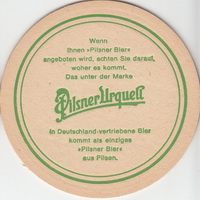 Wenn
Ihnen »Pilsner Bier«
angeboten wird, achten Sie darauf,
woher es kommt.
Das unter der Marke
Pilsner Urquell
in Deutschland vertriebene Bier
kommt als einziges
»Pilsner Bier«
aus Pilsen.